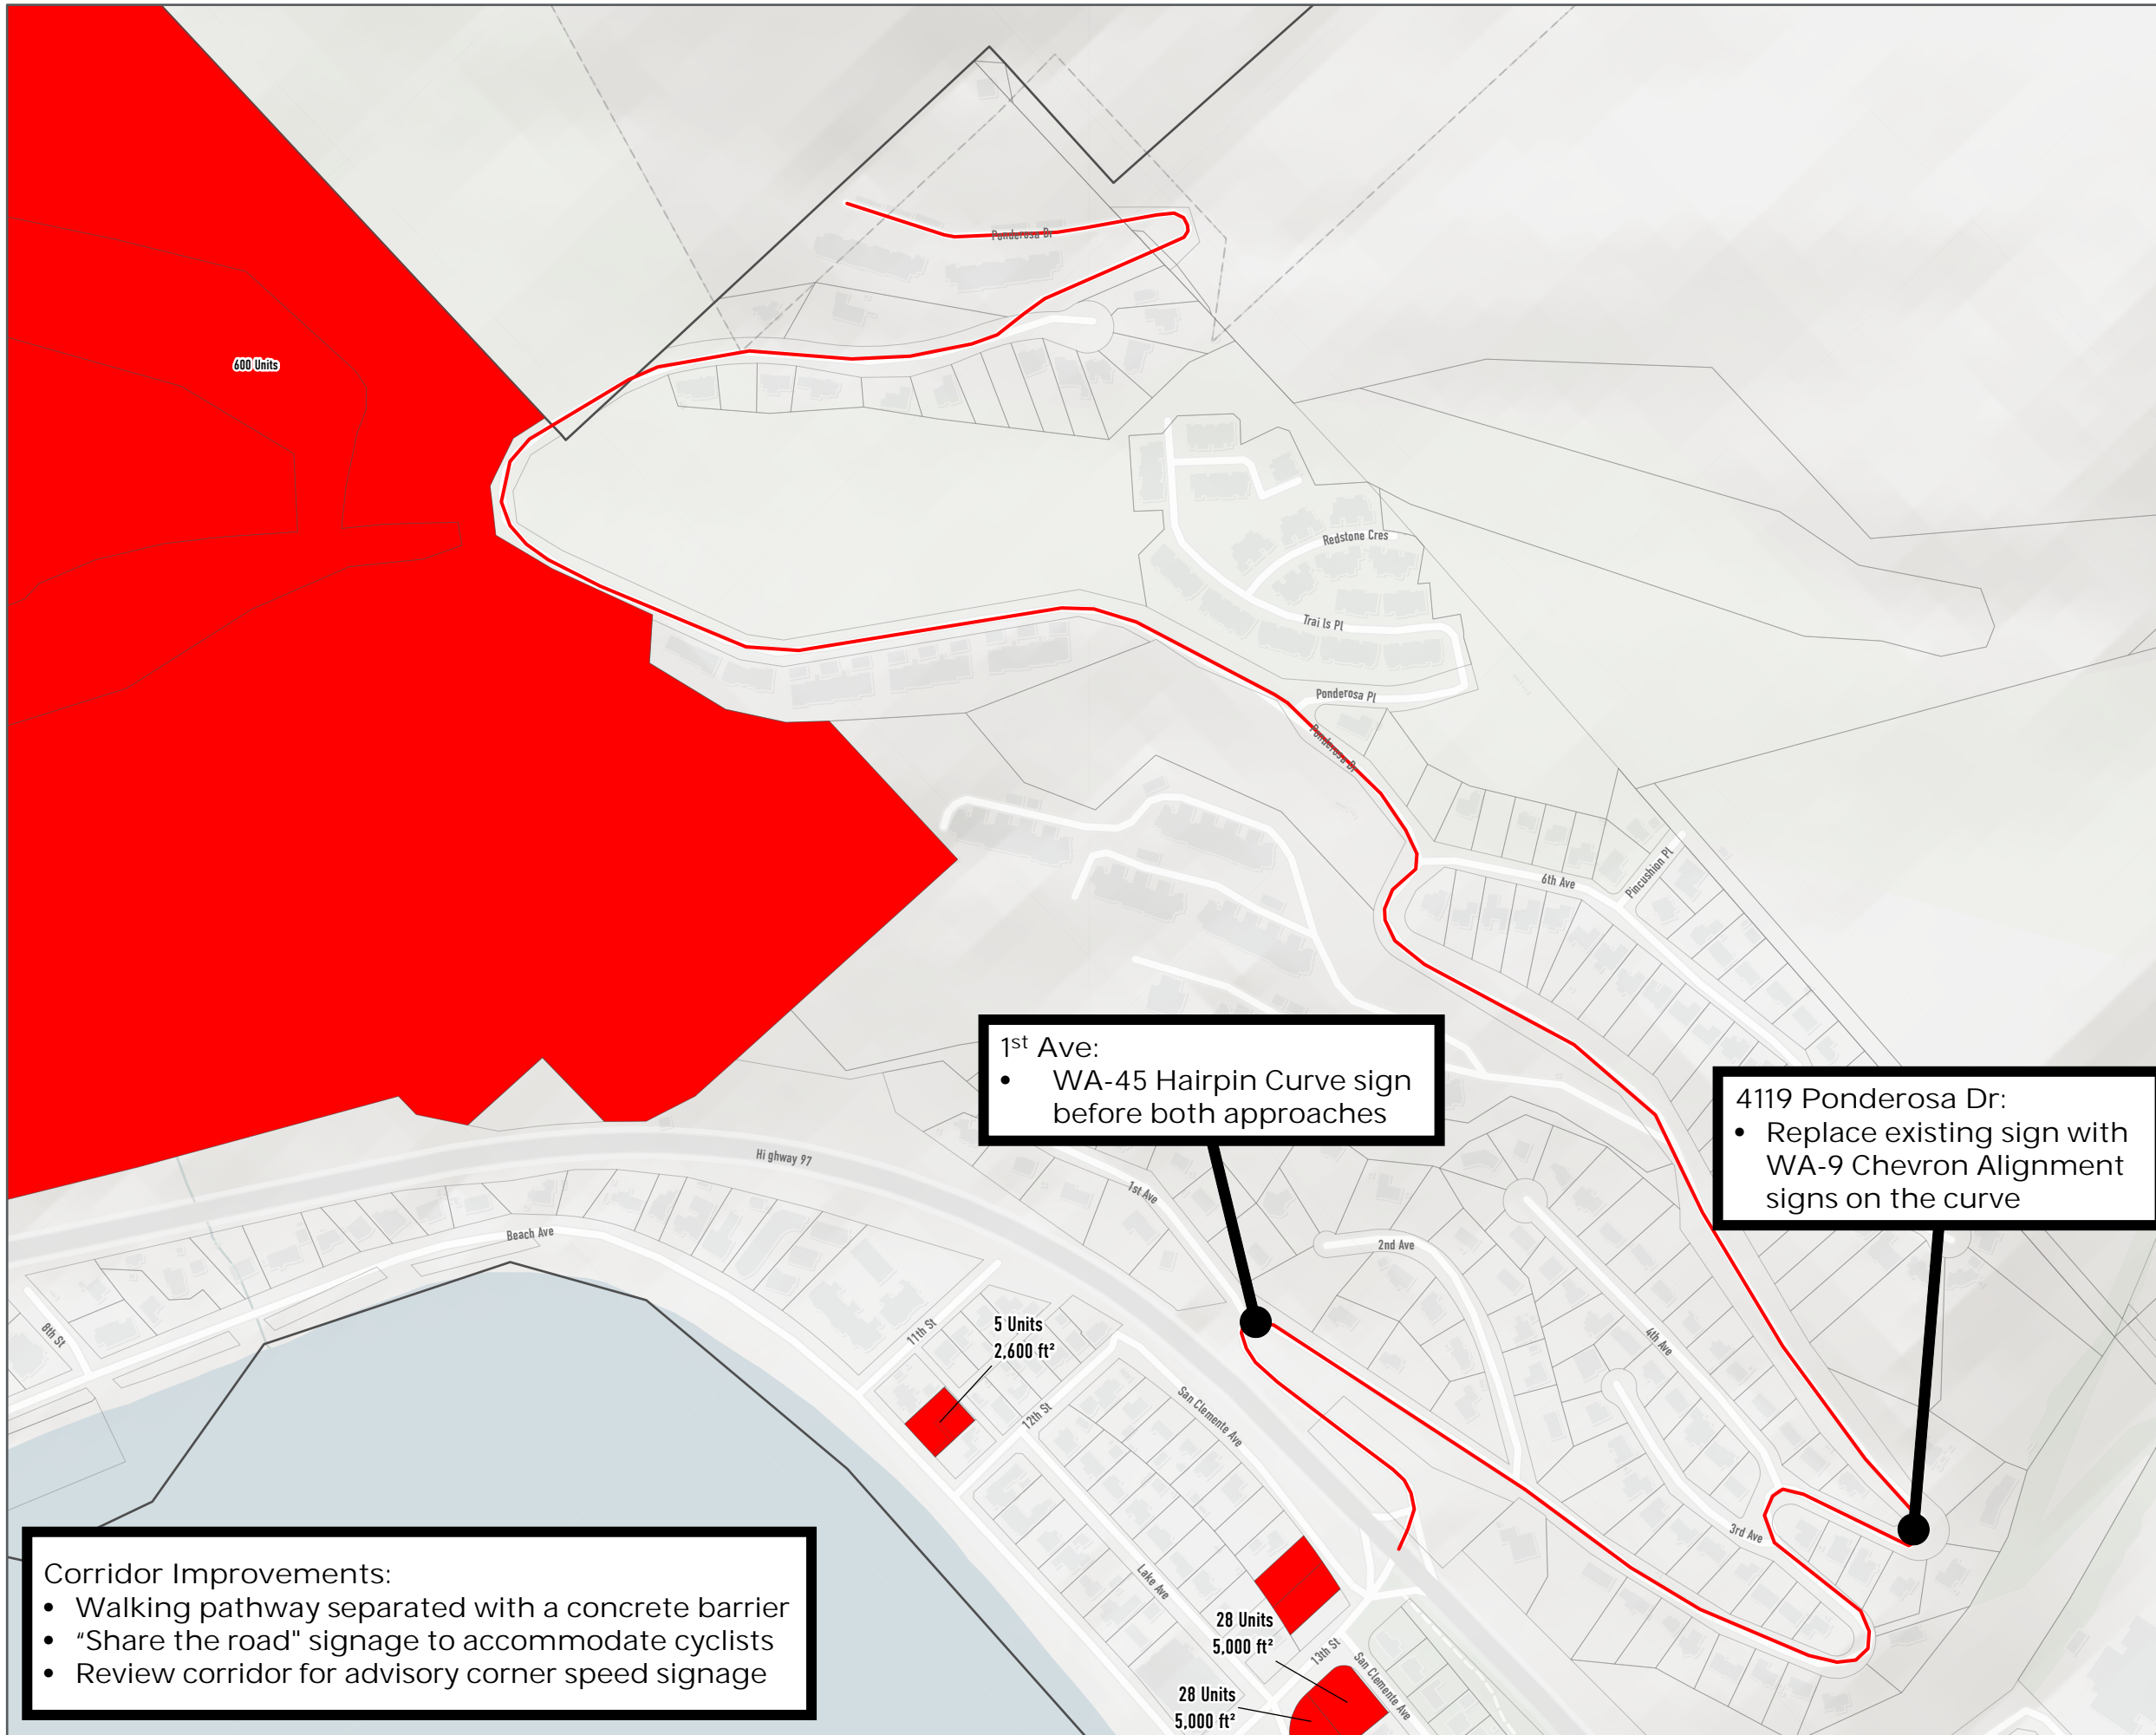 Ponderosa Dr
600 Units
Redstone Cres
Trai ls Pl
Ponderosa Pl
Ponderosa Dr
6th Ave
Pincushion Pl
1st Ave:
• WA-45 Hairpin Curve sign
before both approaches
4119 Ponderosa Dr:
• Replace existing sign with
WA-9 Chevron Alignment
signs on the curve
Hi ghway 97
1st Ave
Beach Ave
2nd Ave
8th St
11th St
5 Units
2,600 ft²
4th Ave
12th St
San Clemente Ave
3rd Ave
Lake Ave
28 Units
5,000 ft²
13th St
San Clemente Ave
28 Units
5,000 ft²
Corridor Improvements:
• Walking pathway separated with a concrete barrier
• “Share the road" signage to accommodate cyclists
• Review corridor for advisory corner speed signage